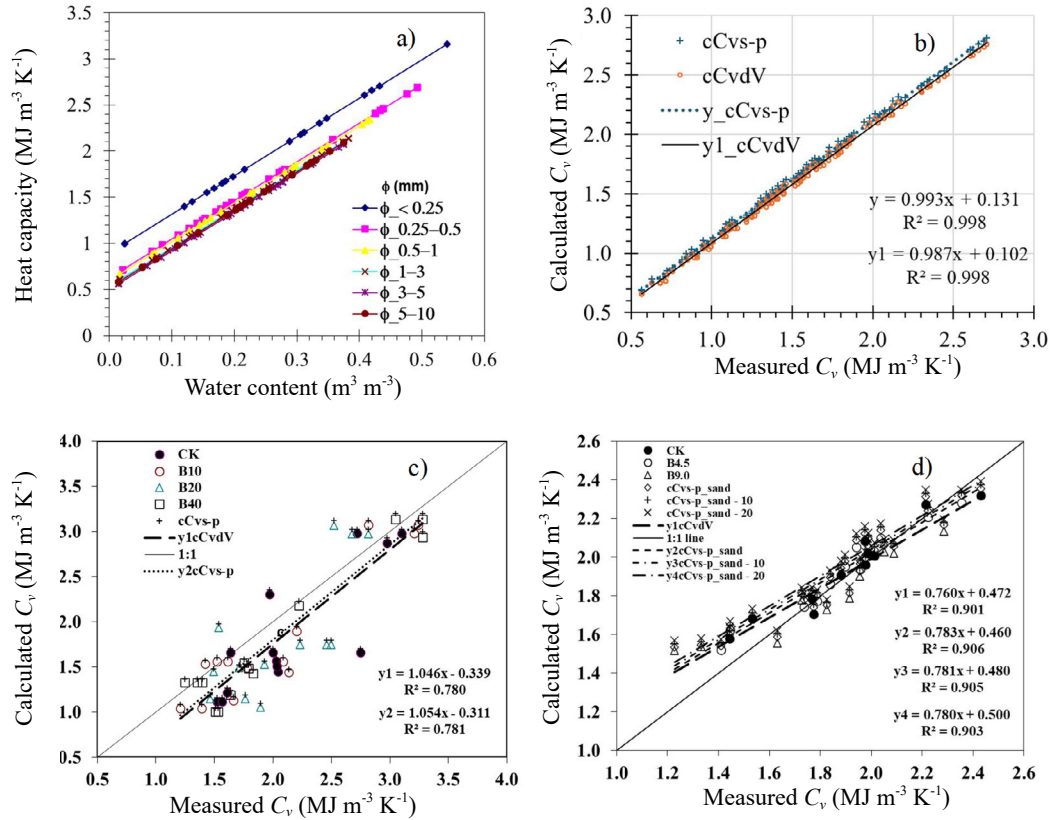 a)
Heat capacity (MJ m⁻³ K⁻¹)
3.5
3
2.5
2
1.5
1
0.5
0
ϕ (mm)
ϕ_< 0.25
ϕ_0.25–0.5
ϕ_0.5–1
ϕ_1–3
ϕ_3–5
ϕ_5–10
0.0 0.1 0.2 0.3 0.4 0.5 0.6
Water content (m³ m⁻³)
b)
Calculated Cᵥ (MJ m⁻³ K⁻¹)
3.0
2.5
2.0
1.5
1.0
0.5
cCvs-p
cCvdV
y_cCvs-p
y1_cCvdV
y = 0.993x + 0.131
R² = 0.998
y1 = 0.987x + 0.102
R² = 0.998
0.5 1.0 1.5 2.0 2.5 3.0
Measured Cᵥ (MJ m⁻³ K⁻¹)
c)
Calculated Cᵥ (MJ m⁻³ K⁻¹)
4.0
3.5
3.0
2.5
2.0
1.5
1.0
0.5
CK
B10
B20
B40
cCvs-p
y1cCvdV
1:1
y2cCvs-p
y1 = 1.046x - 0.339
R² = 0.780
y2 = 1.054x - 0.311
R² = 0.781
0.5 1.0 1.5 2.0 2.5 3.0 3.5 4.0
Measured Cᵥ (MJ m⁻³ K⁻¹)
d)
Calculated Cᵥ (MJ m⁻³ K⁻¹)
2.6
2.4
2.2
2.0
1.8
1.6
1.4
1.2
1.0
CK
B4.5
B9.0
cCvs-p_sand
cCvs-p_sand - 10
cCvs-p_sand - 20
y1cCvdV
1:1 line
y2cCvs-p_sand
y3cCvs-p_sand - 10
y4cCvs-p_sand - 20
y1 = 0.760x + 0.472
R² = 0.901
y2 = 0.783x + 0.460
R² = 0.906
y3 = 0.781x + 0.480
R² = 0.905
y4 = 0.780x + 0.500
R² = 0.903
1.0 1.2 1.4 1.6 1.8 2.0 2.2 2.4 2.6
Measured Cᵥ (MJ m⁻³ K⁻¹)